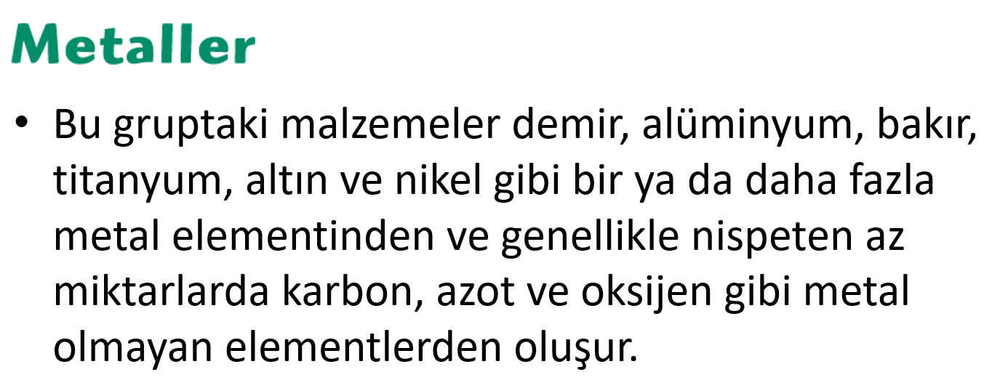 Metaller
• Bu gruptaki malzemeler demir, alüminyum, bakır,
titanyum, altın ve nikel gibi bir ya da daha fazla
metal elementinden ve genellikle nispeten az
miktarlarda karbon, azot ve oksijen gibi metal
olmayan elementlerden oluşur.